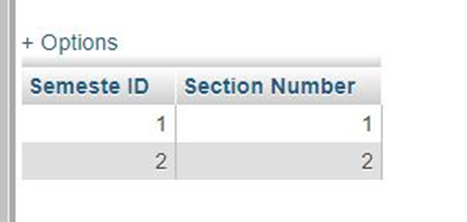 + Options
Semeste ID Section Number
1 1
2 2